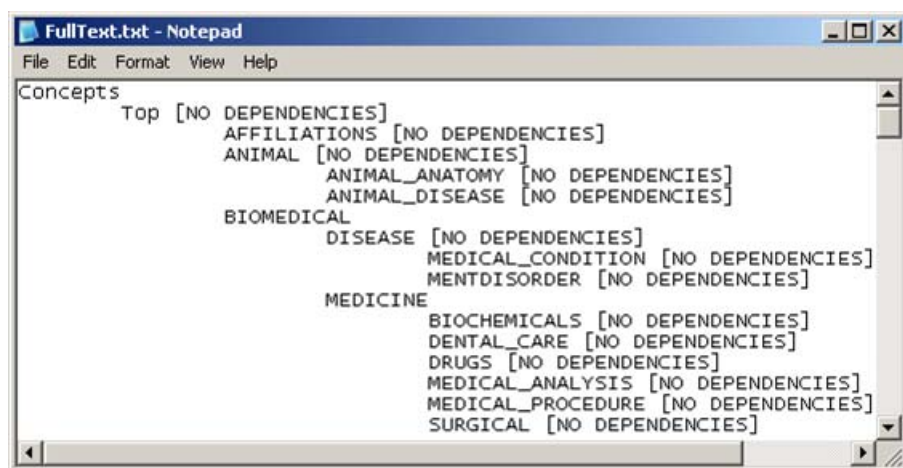 FullText.txt - Notepad
File Edit Format View Help
Concepts
Top [NO DEPENDENCIES]
AFFILIATIONS [NO DEPENDENCIES]
ANIMAL [NO DEPENDENCIES]
ANIMAL_ANATOMY [NO DEPENDENCIES]
ANIMAL_DISEASE [NO DEPENDENCIES]
BIOMEDICAL
DISEASE [NO DEPENDENCIES]
MEDICAL_CONDITION [NO DEPENDENCIES]
MENTDISORDER [NO DEPENDENCIES]
MEDICINE
BIOCHEMICALS [NO DEPENDENCIES]
DENTAL_CARE [NO DEPENDENCIES]
DRUGS [NO DEPENDENCIES]
MEDICAL_ANALYSIS [NO DEPENDENCIES]
MEDICAL_PROCEDURE [NO DEPENDENCIES]
SURGICAL [NO DEPENDENCIES]